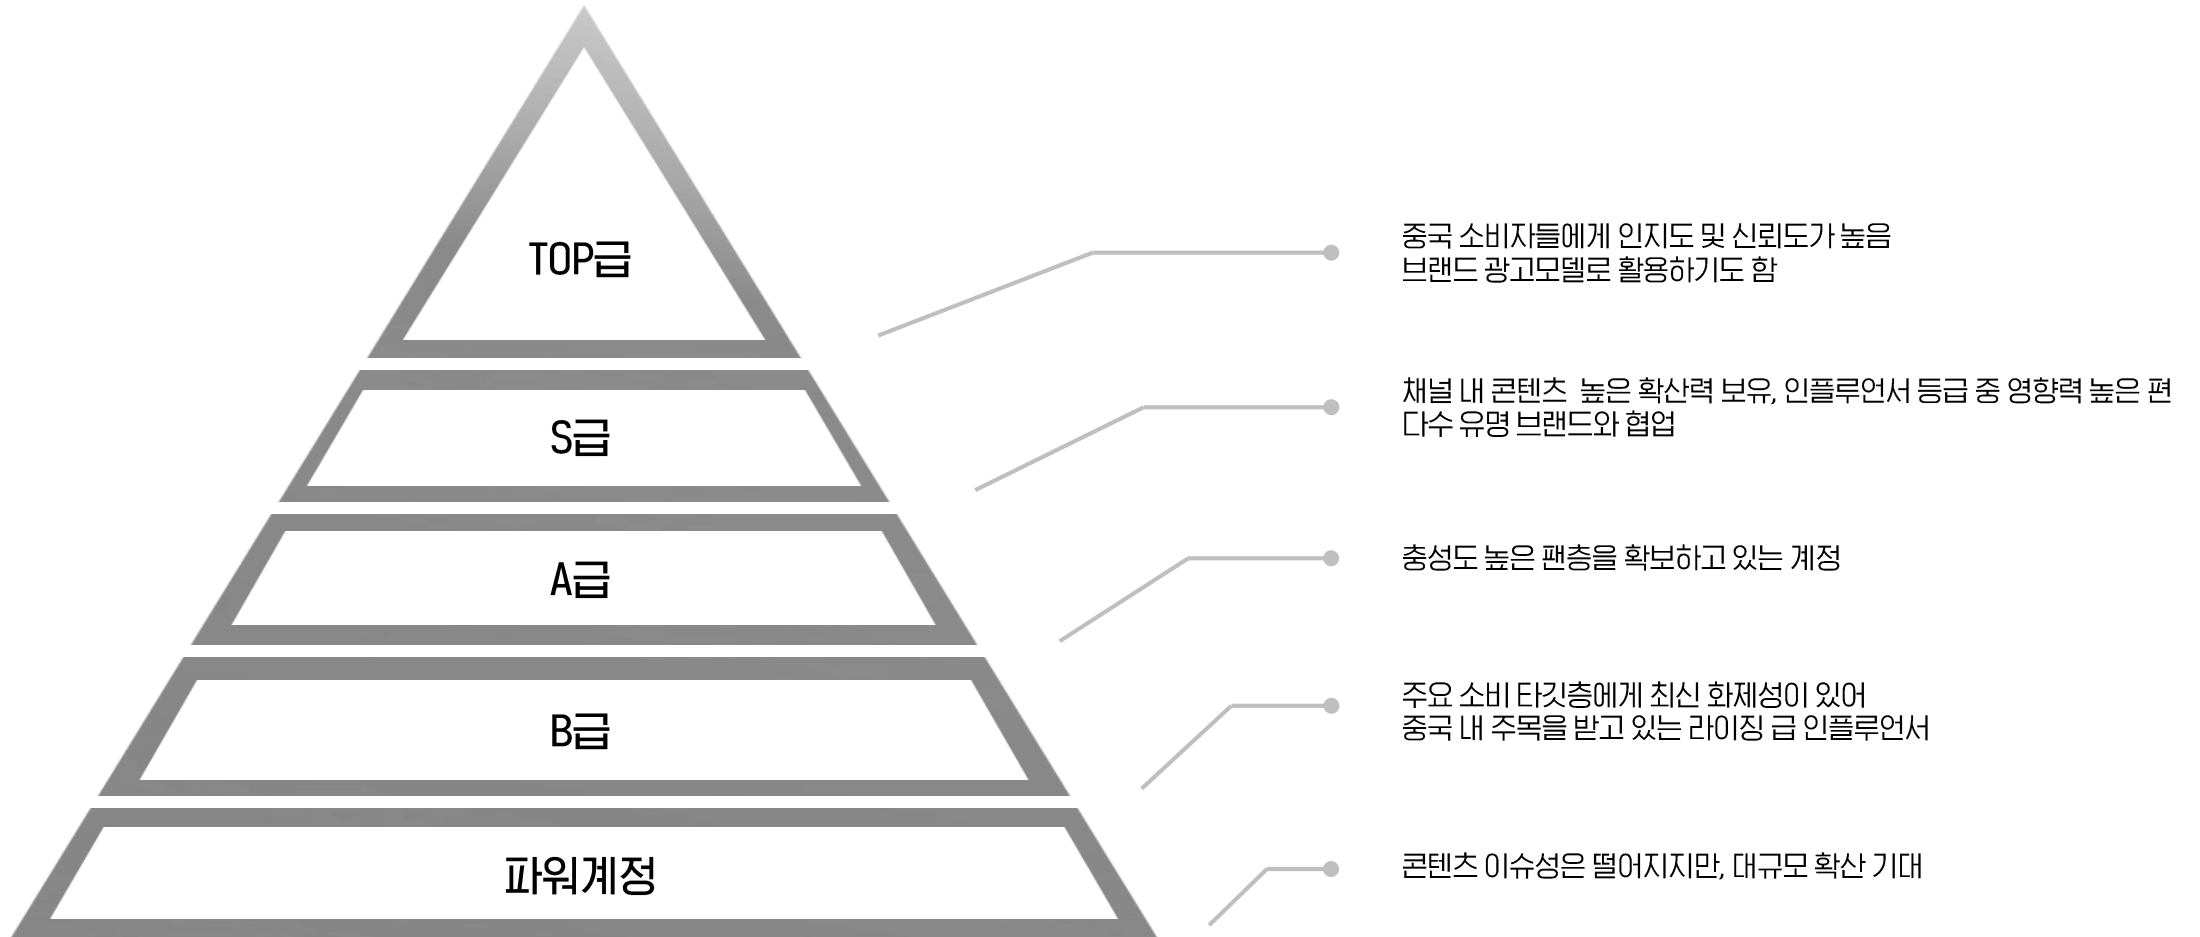 TOP급
중국 소비자들에게 인지도 및 신뢰도가 높음
브랜드 광고모델로 활용하기도 함
S급
채널 내 콘텐츠 높은 확산력 보유, 인플루언서 등급 중 영향력 높은 편
다수 유명 브랜드와 협업
A급
충성도 높은 팬층을 확보하고 있는 계정
B급
주요 소비 타깃층에게 최신 화제성이 있어
중국 내 주목을 받고 있는 라이징 급 인플루언서
파워계정
콘텐츠 이슈성은 떨어지지만, 대규모 확산 기대